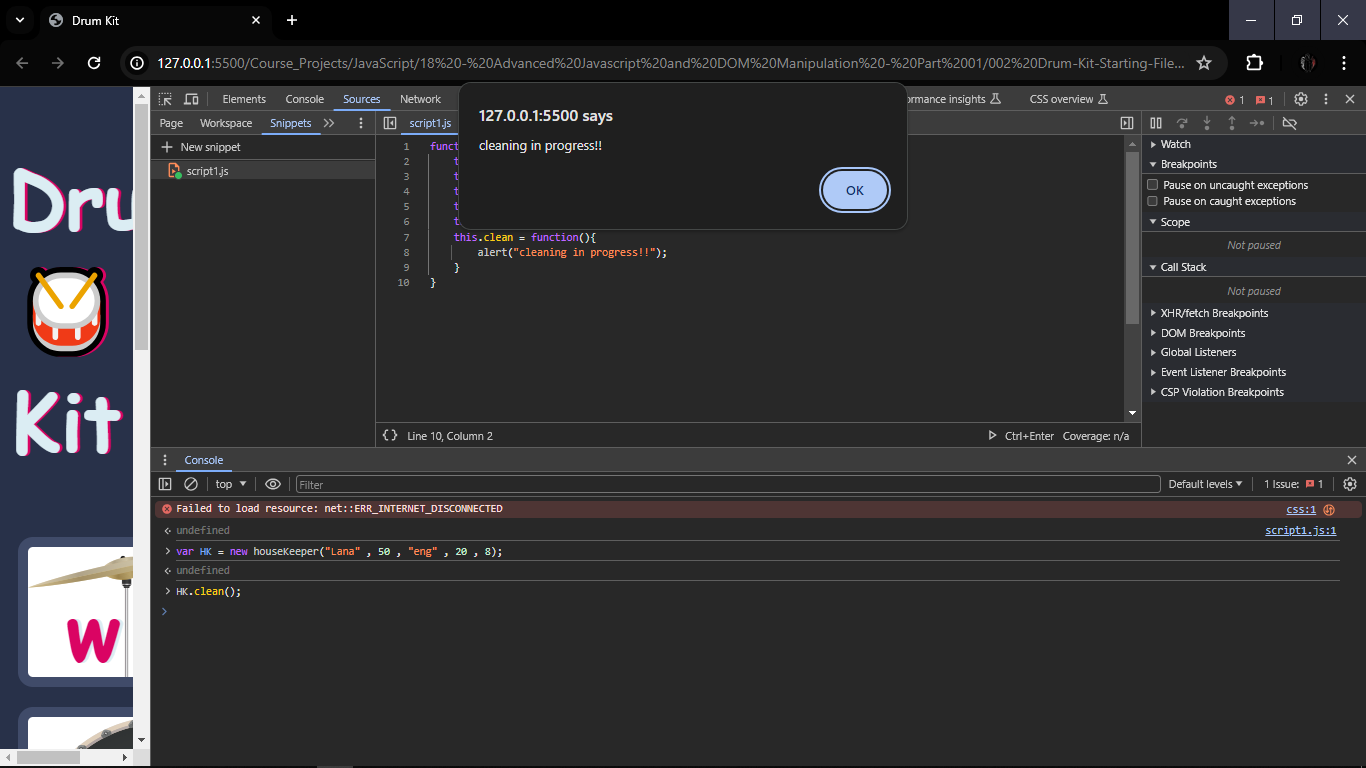 Drum Kit
127.0.0.1:5500/Course_Projects/JavaScript/18%20-%20Advanced%20Javascript%20and%20DOM%20Manipulation%20-%20Part%2001/002%20Drum-Kit-Starting-File...
Elements Console Sources Network
ormance insights CSS overview 1 1
127.0.0.1:5500 says
cleaning in progress!!
OK
Page Workspace Snippets
script1.js
New snippet
script1.js
1 funct
2 t
3 t
4 t
5 t
6 t
7 this.clean = function(){
8 alert("cleaning in progress!!");
9 }
10 }
Line 10, Column 2
Ctrl+Enter Coverage: n/a
Watch
Breakpoints
Pause on uncaught exceptions
Pause on caught exceptions
Scope
Not paused
Call Stack
Not paused
XHR/fetch Breakpoints
DOM Breakpoints
Global Listeners
Event Listener Breakpoints
CSP Violation Breakpoints
Dru
Kit
w
Console
top Filter Default levels 1 Issue: 1
Failed to load resource: net::ERR_INTERNET_DISCONNECTED css:1
undefined script1.js:1
var HK = new houseKeeper("Lana" , 50 , "eng" , 20 , 8);
undefined
HK.clean();